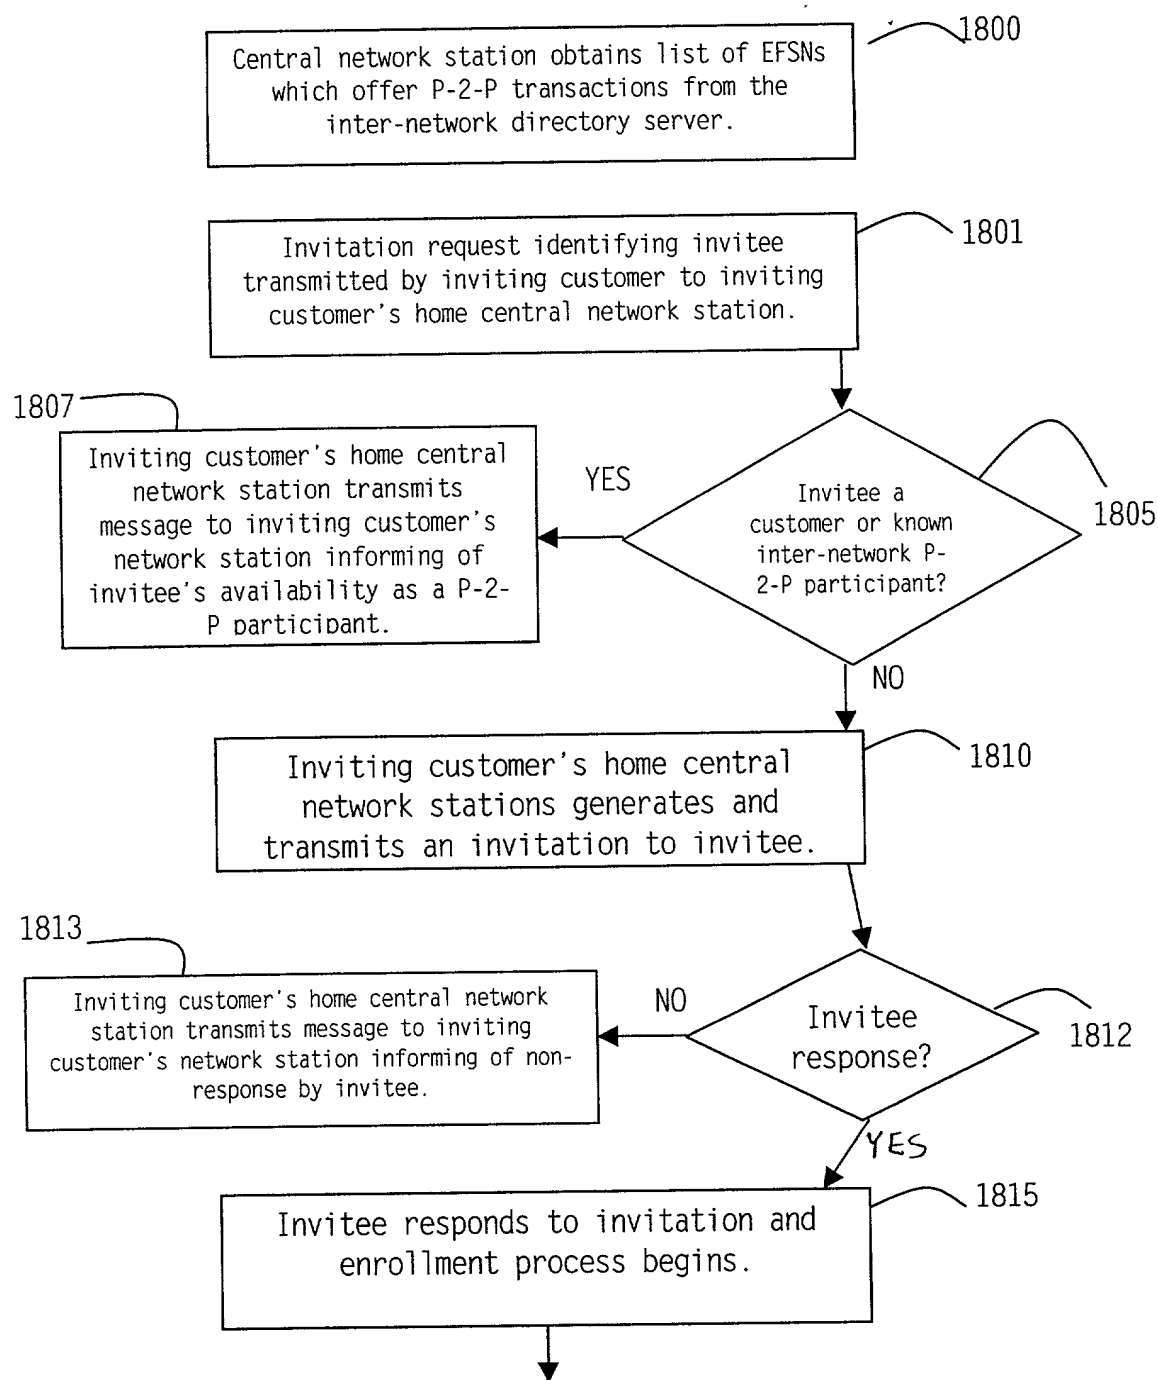 1800
Central network station obtains list of EFSNs
which offer P-2-P transactions from the
inter-network directory server.
1801
Invitation request identifying invitee
transmitted by inviting customer to inviting
customer's home central network station.
1807
Inviting customer's home central
network station transmits
message to inviting customer's
network station informing of
invitee's availability as a P-2-
P participant.
YES
Invitee a
customer or known
inter-network P-
2-P participant?
1805
NO
1810
Inviting customer's home central
network stations generates and
transmits an invitation to invitee.
1813
Inviting customer's home central network
station transmits message to inviting
customer's network station informing of non-
response by invitee.
NO
Invitee
response?
1812
YES
1815
Invitee responds to invitation and
enrollment process begins.